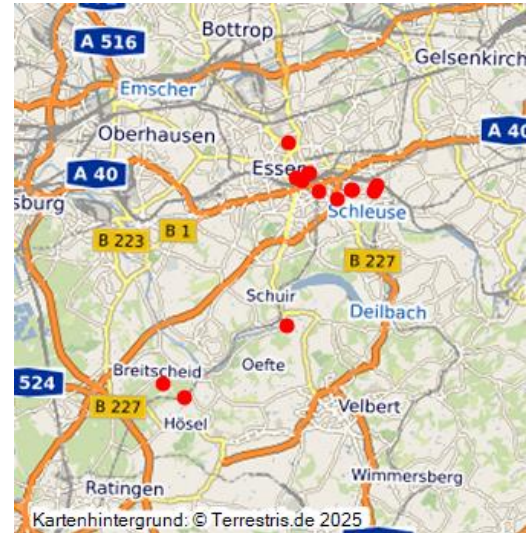 Bottrop
A 516
Gelsenkirch
Emscher
Oberhausen
A 40
Essen
A 40
sburg
Schleuse
B 223
B 1
B 227
Schuir
Deilbach
Breitscheid
Oefte
524
B 227
Velbert
Hösel
Wimmersberg
Ratingen
Kartenhintergrund: © Terrestris.de 2025